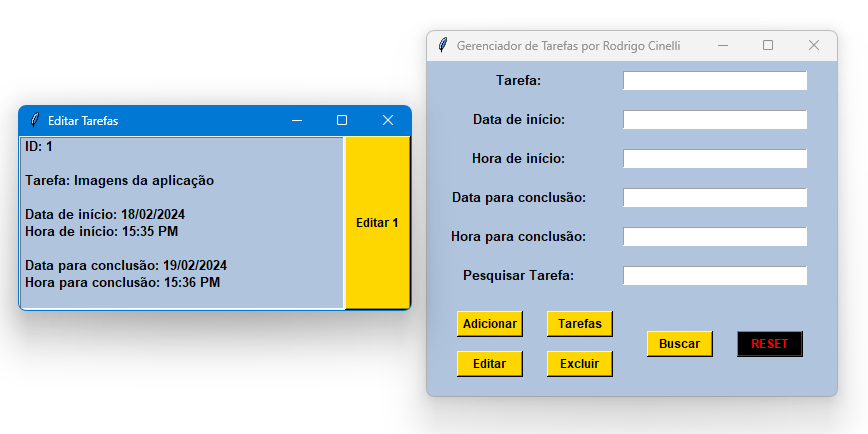 Editar Tarefas
ID: 1
Tarefa: Imagens da aplicação
Data de início: 18/02/2024
Hora de início: 15:35 PM
Data para conclusão: 19/02/2024
Hora para conclusão: 15:36 PM
Editar 1
Gerenciador de Tarefas por Rodrigo Cinelli
Tarefa:
Data de início:
Hora de início:
Data para conclusão:
Hora para conclusão:
Pesquisar Tarefa:
Adicionar Tarefas
Editar Excluir
Buscar RESET